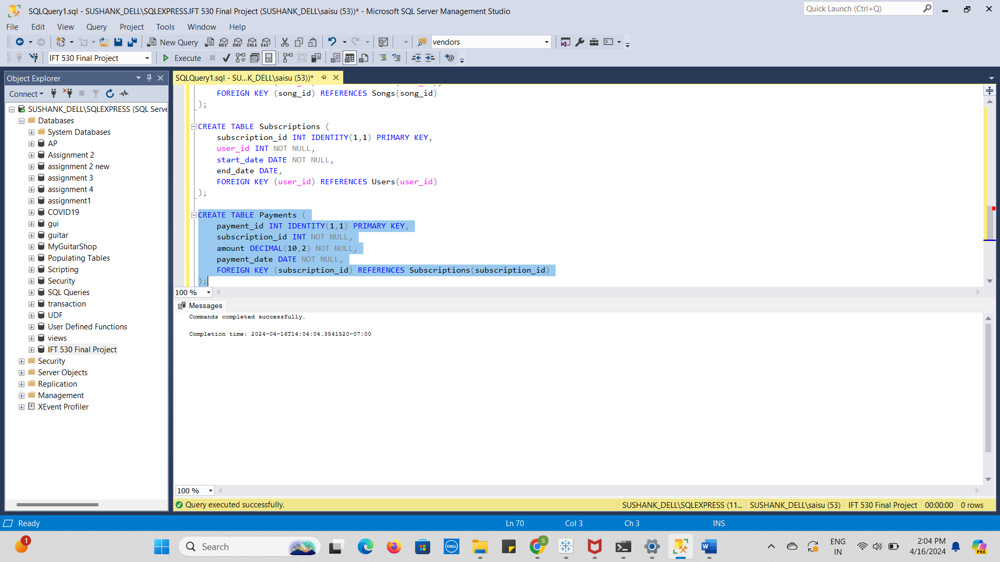 SQLQuery1.sql - SUSHANK_DELL\SQLEXPRESS.IFT 530 Final Project (SUSHANK_DELL\saisu (53))* - Microsoft SQL Server Management Studio
Quick Launch (Ctrl+Q)
File Edit View Query Project Tools Window Help
New Query MDX DMX XMLA DAX vendors
IFT 530 Final Project Execute
Object Explorer
Connect
SUSHANK_DELL\SQLEXPRESS (SQL Serve
Databases
System Databases
AP
Assignment 2
assignment 2 new
assignment 3
assignment 4
assignment1
COVID19
gui
guitar
MyGuitarShop
Populating Tables
Scripting
Security
SQL Queries
transaction
UDF
User Defined Functions
views
IFT 530 Final Project
Security
Server Objects
Replication
Management
XEvent Profiler
SQLQuery1.sql - SU...K_DELL\saisu (53))*
FOREIGN KEY (song_id) REFERENCES Songs(song_id)
);
CREATE TABLE Subscriptions (
subscription_id INT IDENTITY(1,1) PRIMARY KEY,
user_id INT NOT NULL,
start_date DATE NOT NULL,
end_date DATE,
FOREIGN KEY (user_id) REFERENCES Users(user_id)
);
CREATE TABLE Payments (
payment_id INT IDENTITY(1,1) PRIMARY KEY,
subscription_id INT NOT NULL,
amount DECIMAL(10,2) NOT NULL,
payment_date DATE NOT NULL,
FOREIGN KEY (subscription_id) REFERENCES Subscriptions(subscription_id)
);
100 %
Messages
Commands completed successfully.
Completion time: 2024-04-16T14:04:04.3541520-07:00
100 %
Query executed successfully.
SUSHANK_DELL\SQLEXPRESS (11... SUSHANK_DELL\saisu (53) IFT 530 Final Project 00:00:00 0 rows
Ready Ln 70 Col 3 Ch 3 INS
1
Search
DELL
S
W
ENG
IN
2:04 PM
4/16/2024
PRE